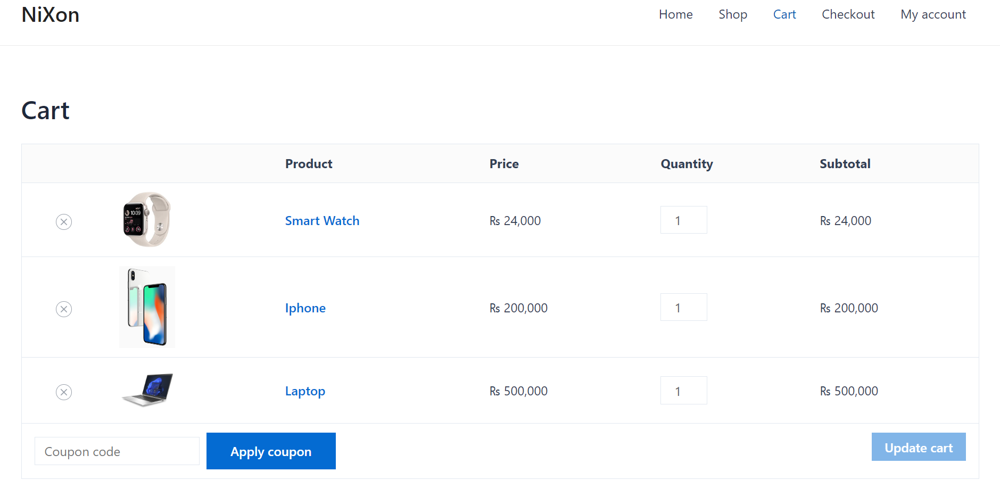 NiXon
Home Shop Cart Checkout My account
Cart
Product Price Quantity Subtotal
10:09
Smart Watch ₨ 24,000 1 ₨ 24,000
Iphone ₨ 200,000 1 ₨ 200,000
Laptop ₨ 500,000 1 ₨ 500,000
Coupon code Apply coupon Update cart